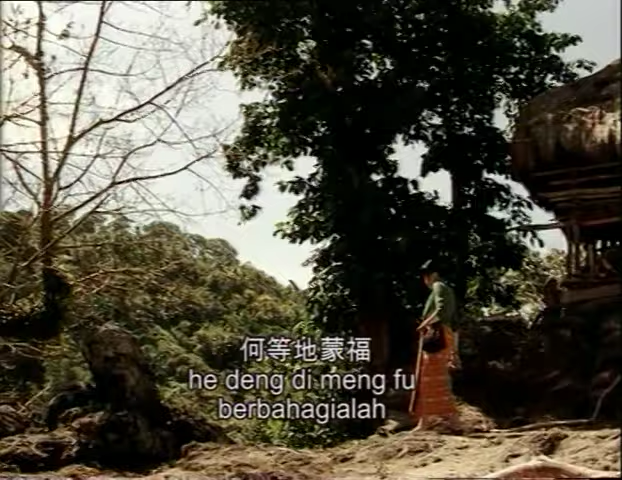 何等地蒙福
he deng di meng fu
berbahagialah